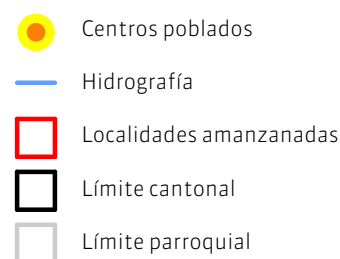 Centros poblados
Hidrografía
Localidades amanzanadas
Límite cantonal
Límite parroquial